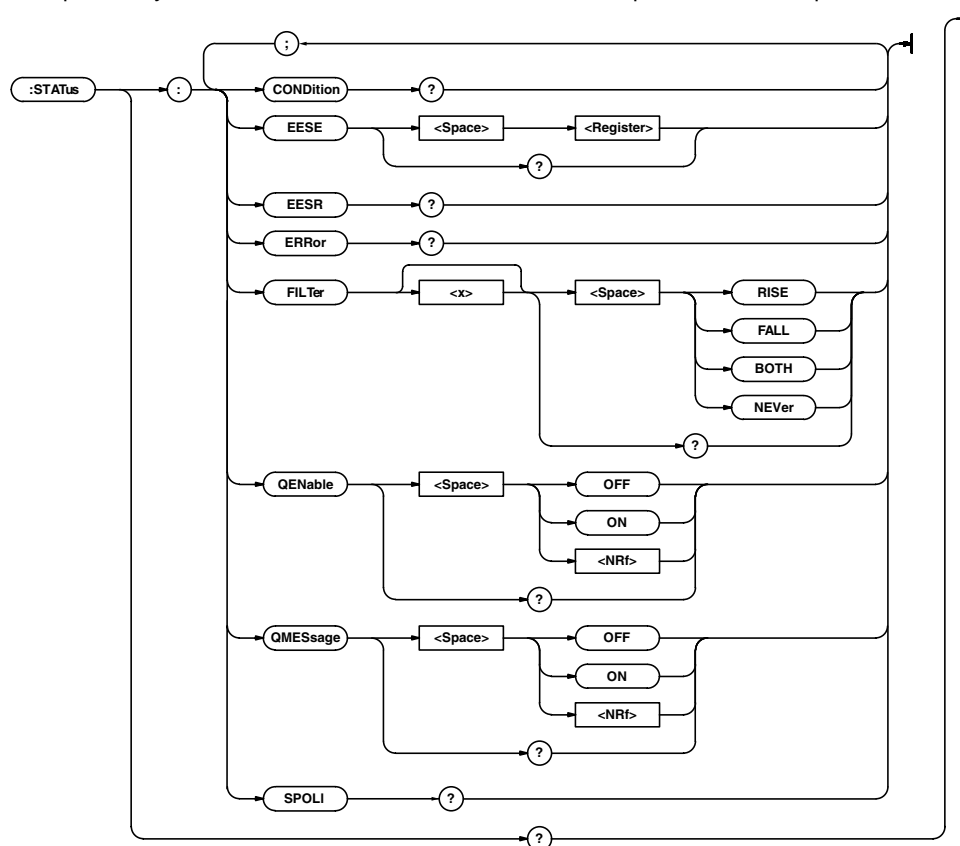 ;
:STATus : CONDition ?
EESE <Space> <Register>
?
EESR ?
ERRor ?
FILTer <x> <Space> RISE
FALL
BOTH
NEVer
?
QENable <Space> OFF
ON
<NRf>
?
QMESsage <Space> OFF
ON
<NRf>
?
SPOLl ?
?